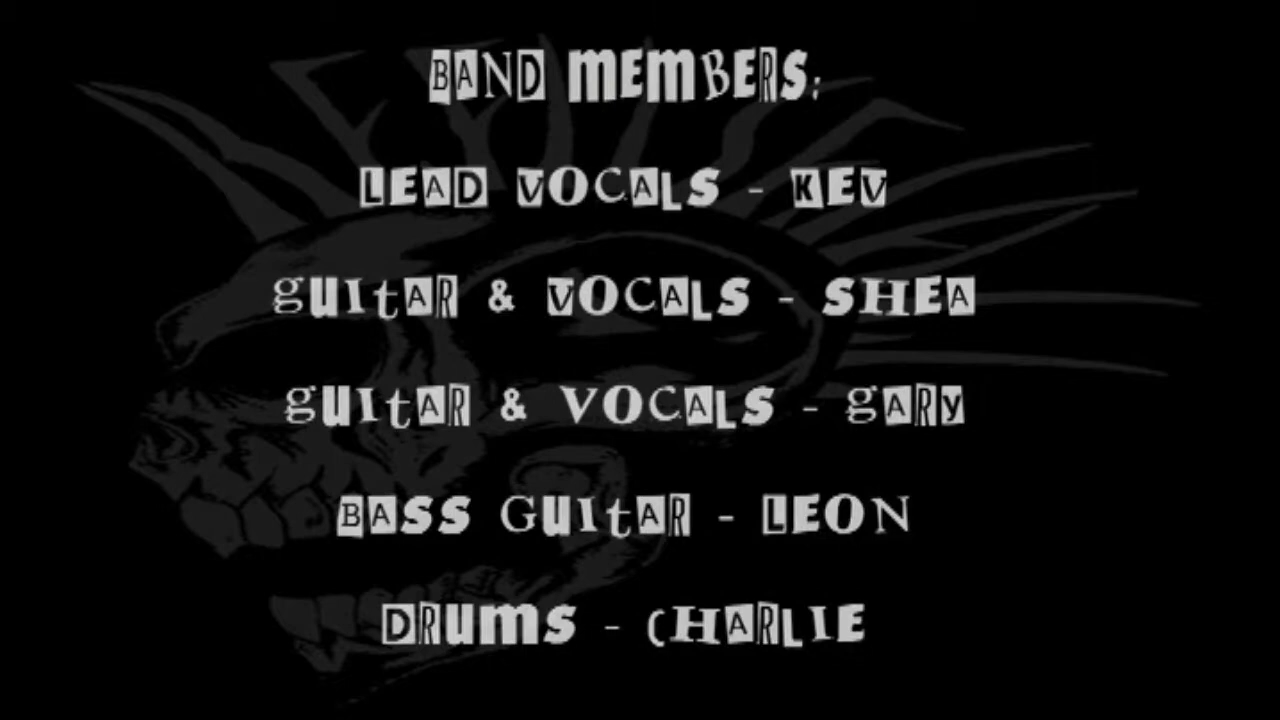 BAND MEMBERS:
LEAD VOCALS - KEV
guitar & VOCALS - SHEA
guitar & VOCALS - gARy
BASS GUITAR - LEON
DRUMS - CHARLIE